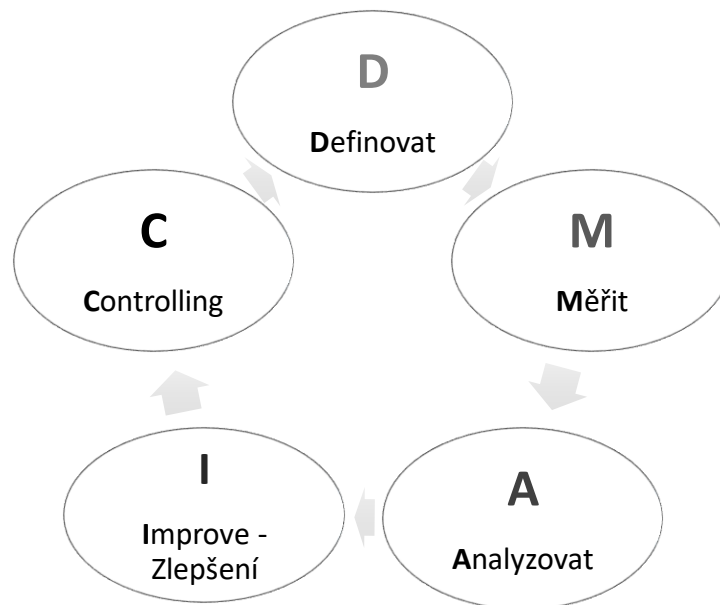 D
Definovat
M
Měřit
A
Analyzovat
I
Improve -
Zlepšení
C
Controlling